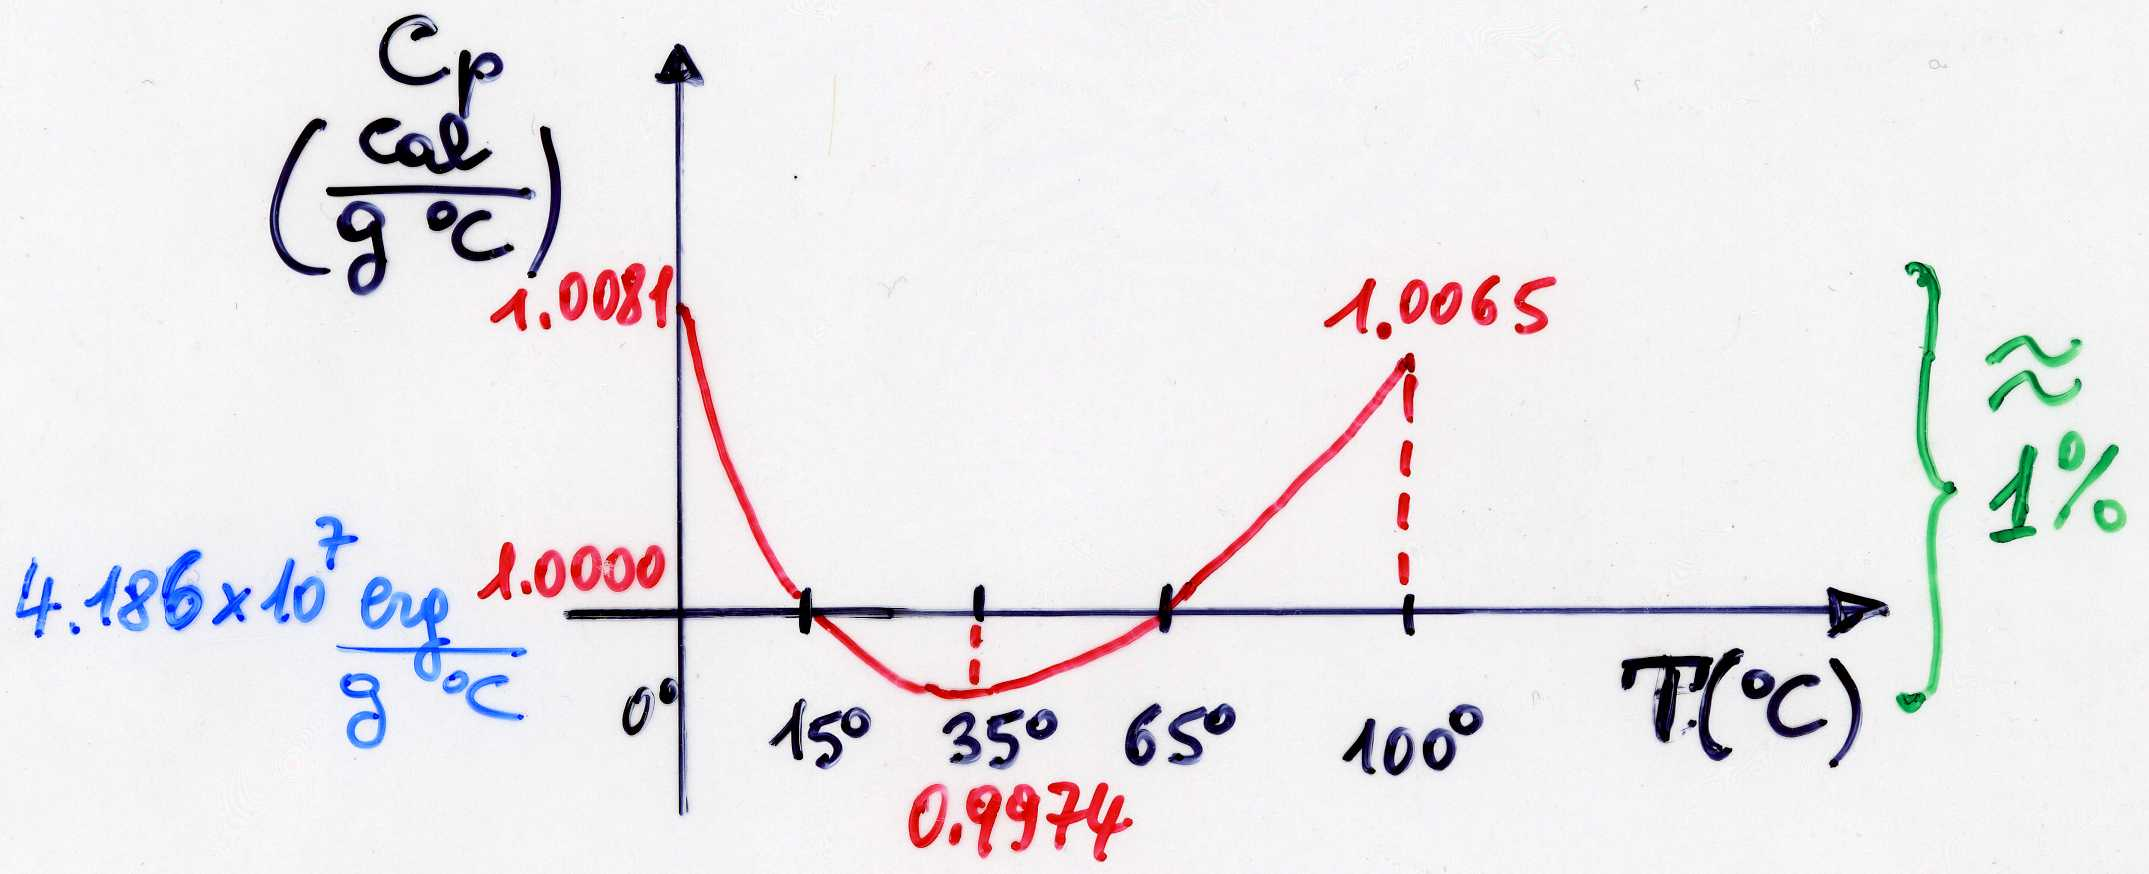 Cp
(cal
g °C)
1.0081
1.0065
≈
1%
1.0000
4.186×10⁷ erg
g °C
0°
15°
35°
65°
100°
T(°C)
0.9974